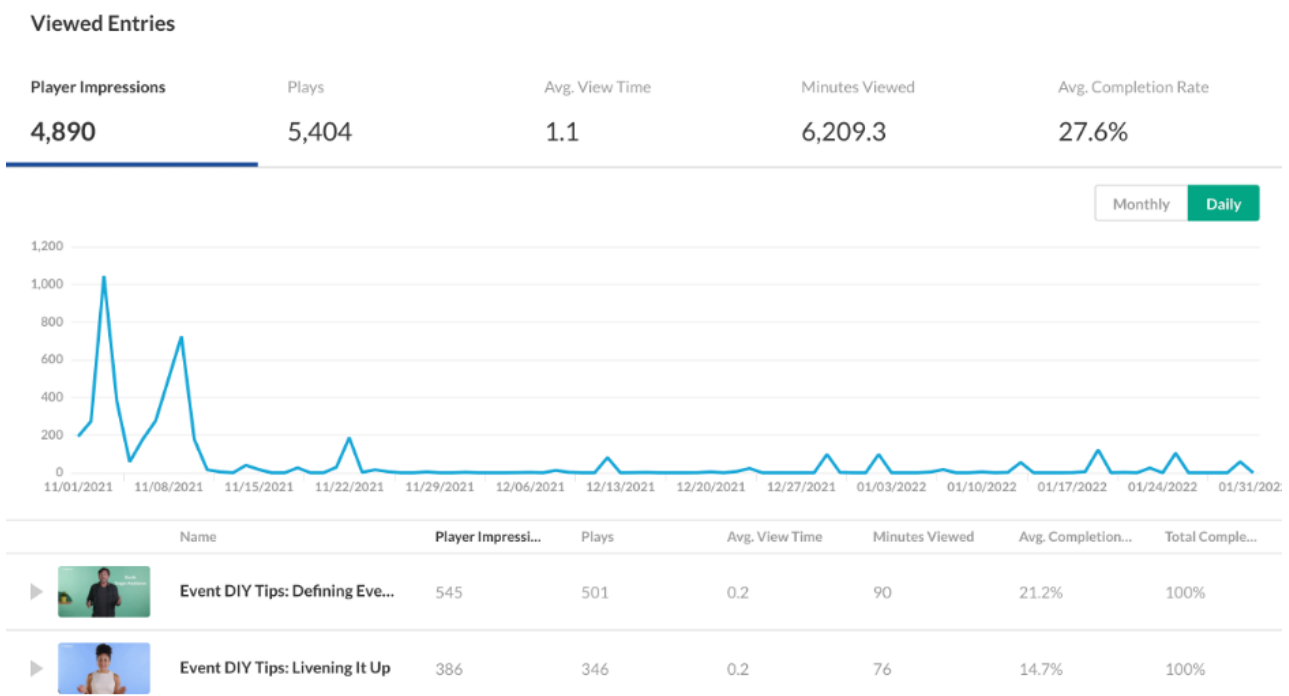 Viewed Entries
Player Impressions Plays Avg. View Time Minutes Viewed Avg. Completion Rate
4,890 5,404 1.1 6,209.3 27.6%
Monthly Daily
1,200
1,000
800
600
400
200
0
11/01/2021 11/08/2021 11/15/2021 11/22/2021 11/29/2021 12/06/2021 12/13/2021 12/20/2021 12/27/2021 01/03/2022 01/10/2022 01/17/2022 01/24/2022 01/31/202
Name Player Impressi... Plays Avg. View Time Minutes Viewed Avg. Completion... Total Comple...
Event DIY Tips: Defining Eve... 545 501 0.2 90 21.2% 100%
Event DIY Tips: Livening It Up 386 346 0.2 76 14.7% 100%